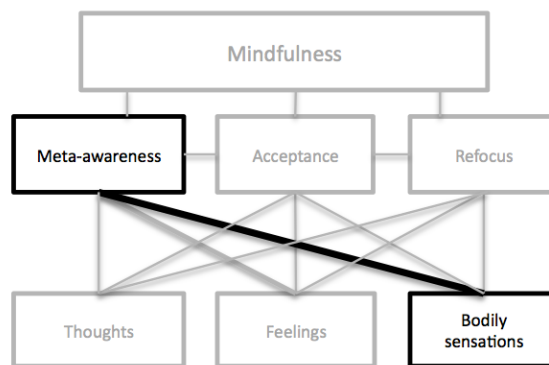 Mindfulness
Meta-awareness
Acceptance
Refocus
Thoughts
Feelings
Bodily
sensations